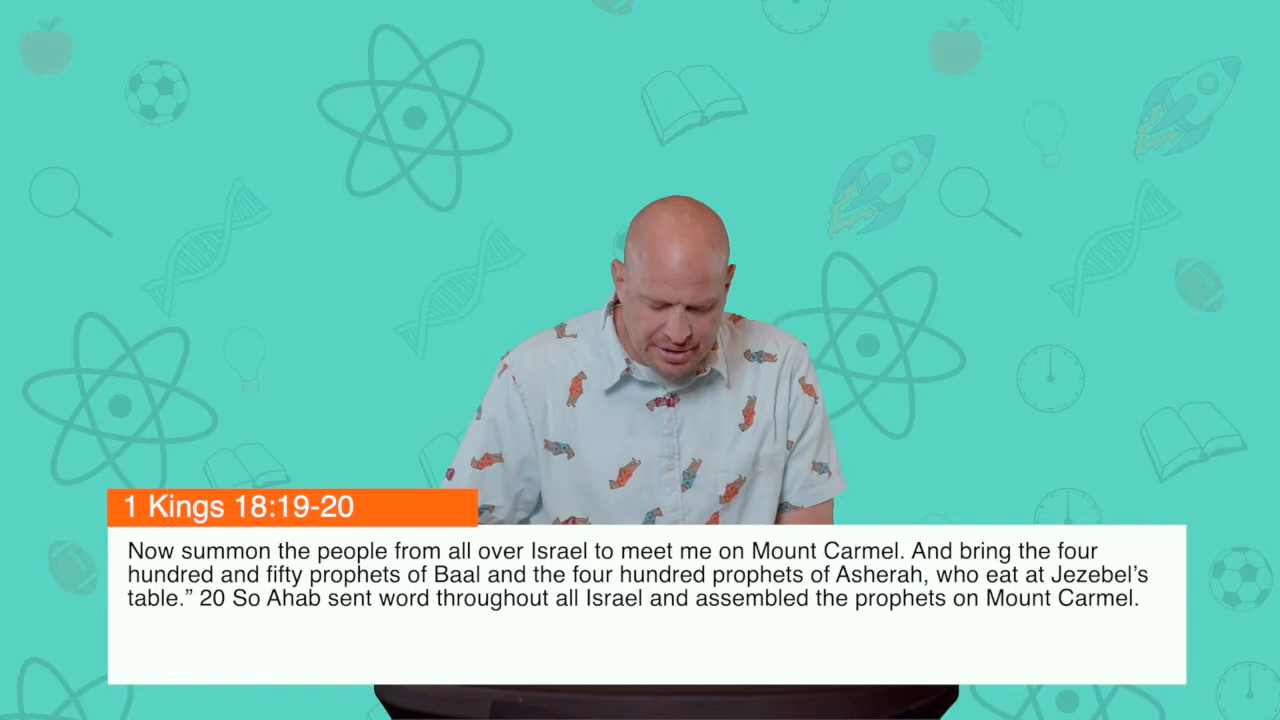 1 Kings 18:19-20
Now summon the people from all over Israel to meet me on Mount Carmel. And bring the four
hundred and fifty prophets of Baal and the four hundred prophets of Asherah, who eat at Jezebel’s
table.” 20 So Ahab sent word throughout all Israel and assembled the prophets on Mount Carmel.